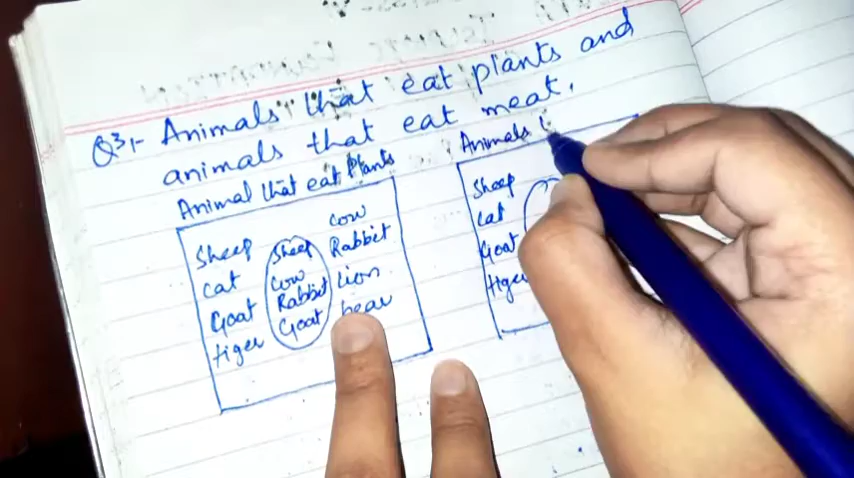 Q3:- Animals that eat plants and
animals that eat meat.
Animal that eat Plants
Sheep
cat
Goat
tiger
Sheep
cow
Rabbit
Goat
cow
Rabbit
Lion
bear
Animals
Sheep
cat
Goat
tiger